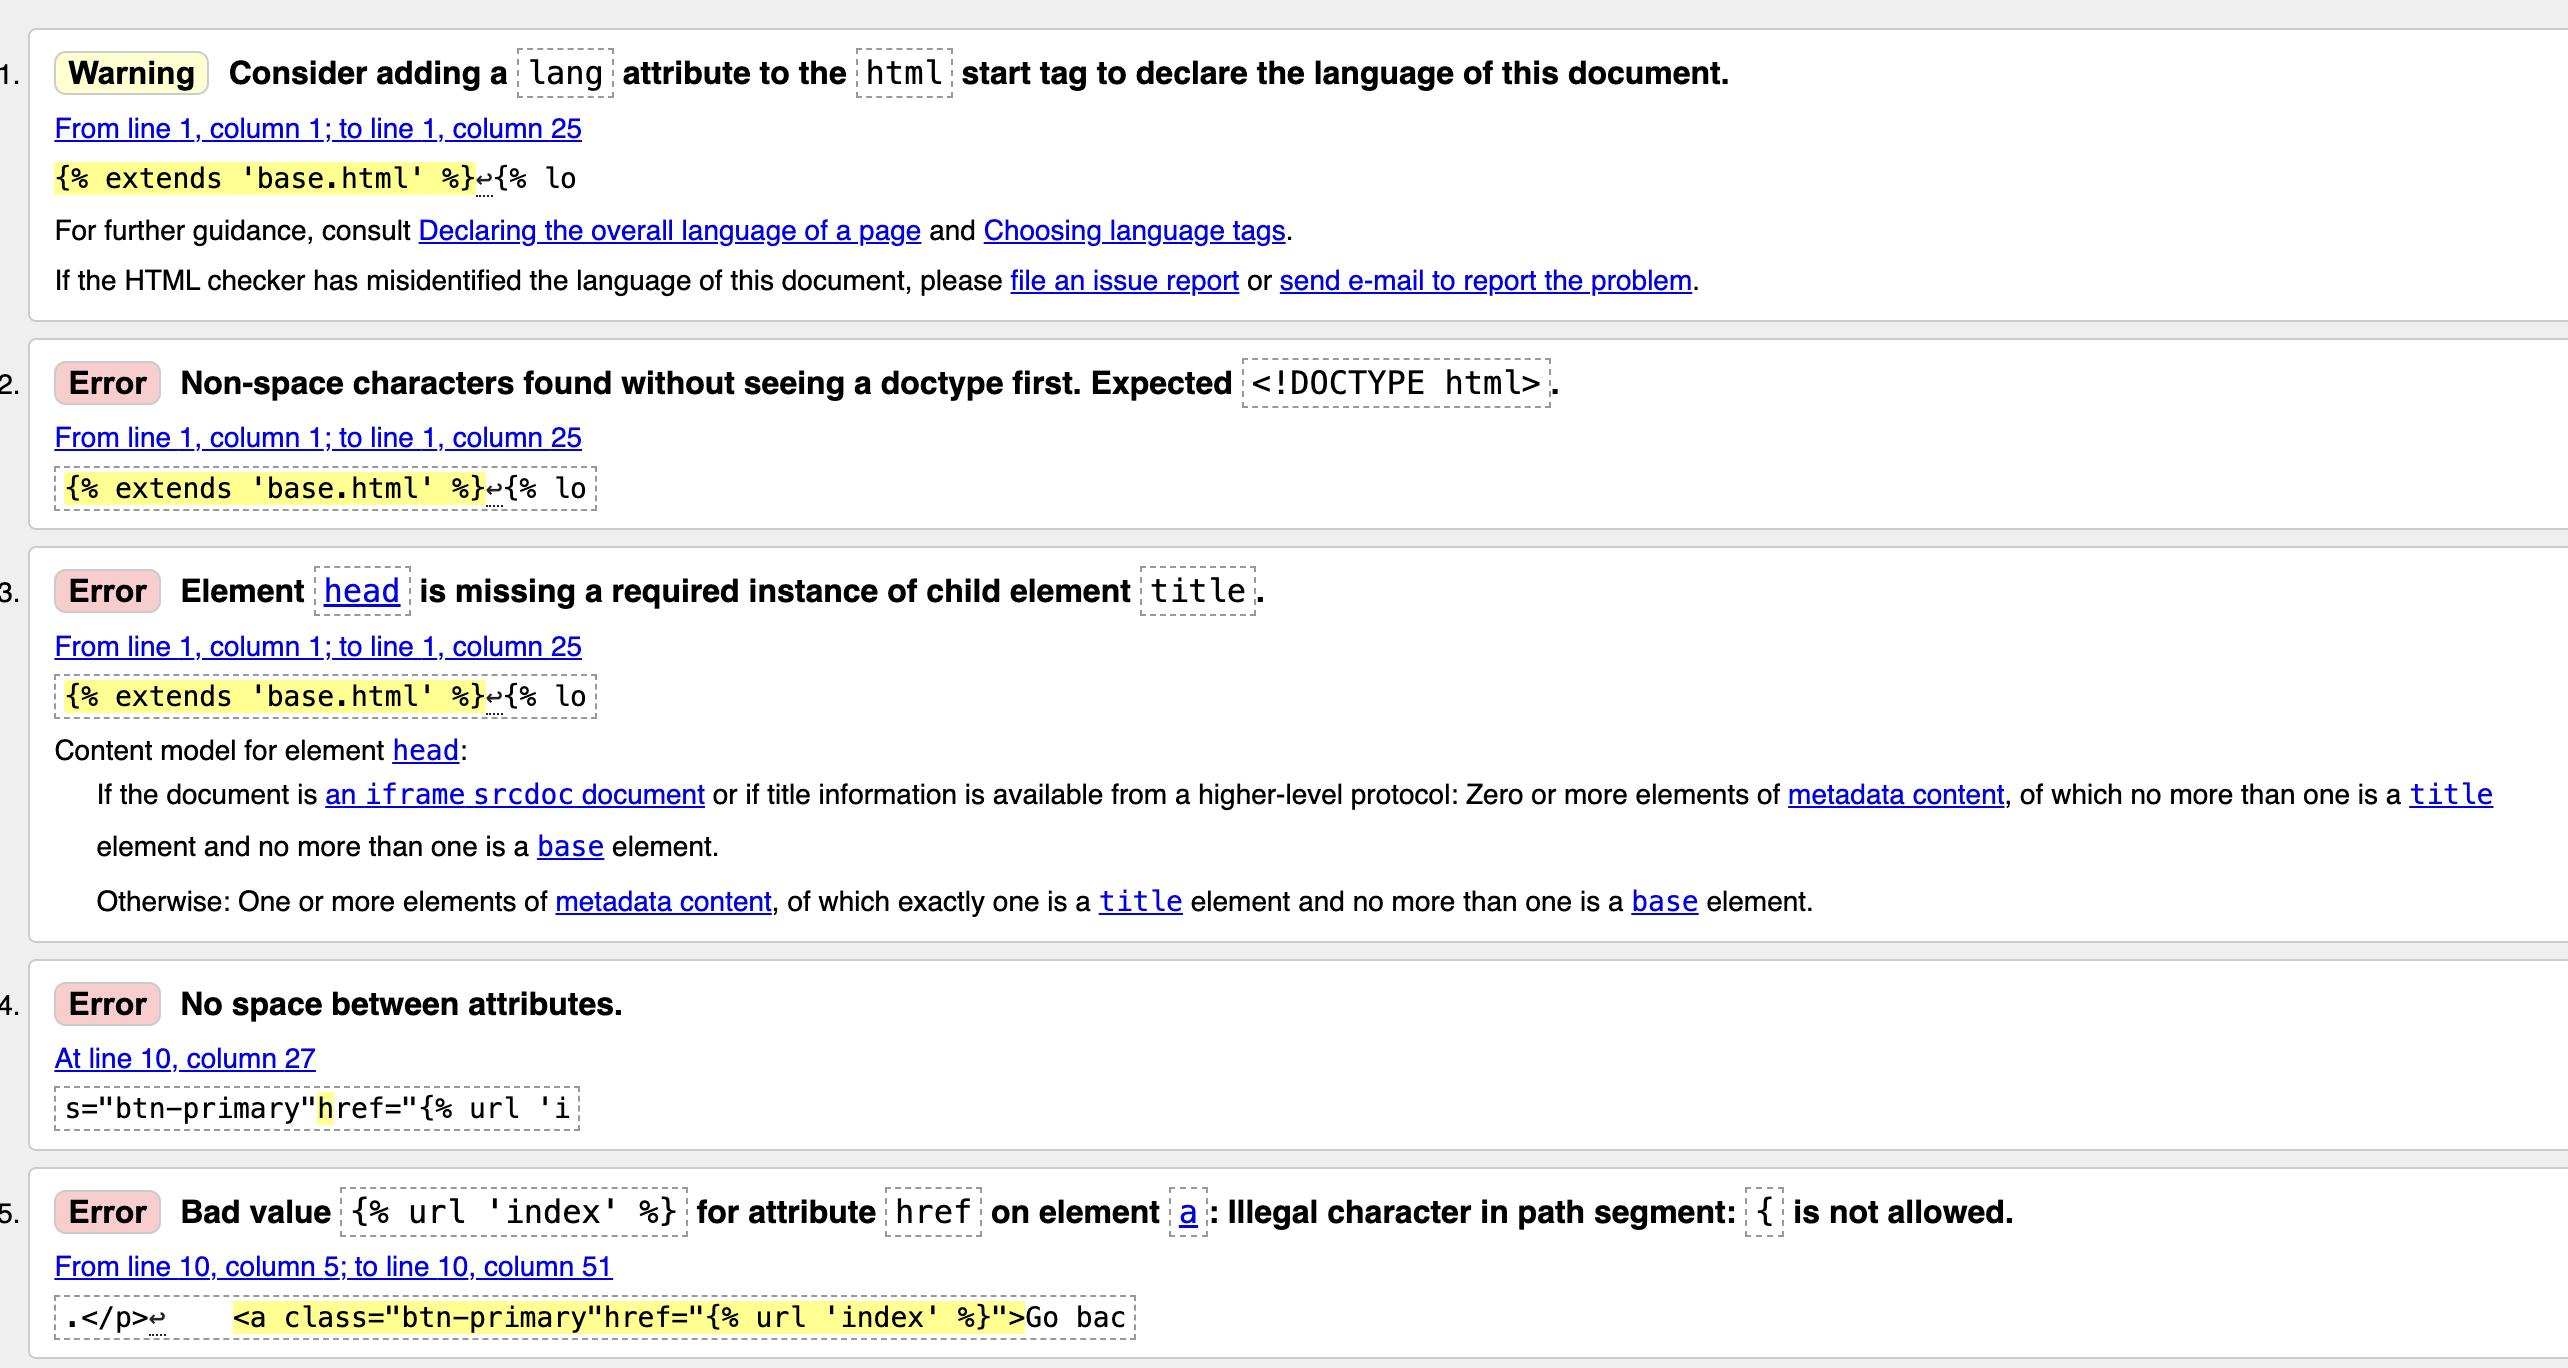 1. Warning Consider adding a lang attribute to the html start tag to declare the language of this document.
From line 1, column 1; to line 1, column 25
{% extends 'base.html' %}↩{% lo
For further guidance, consult Declaring the overall language of a page and Choosing language tags.
If the HTML checker has misidentified the language of this document, please file an issue report or send e-mail to report the problem.
2. Error Non-space characters found without seeing a doctype first. Expected <!DOCTYPE html>.
From line 1, column 1; to line 1, column 25
{% extends 'base.html' %}↩{% lo
3. Error Element head is missing a required instance of child element title.
From line 1, column 1; to line 1, column 25
{% extends 'base.html' %}↩{% lo
Content model for element head:
If the document is an iframe srcdoc document or if title information is available from a higher-level protocol: Zero or more elements of metadata content, of which no more than one is a title
element and no more than one is a base element.
Otherwise: One or more elements of metadata content, of which exactly one is a title element and no more than one is a base element.
4. Error No space between attributes.
At line 10, column 27
s="btn-primary"href="{% url 'i
5. Error Bad value {% url 'index' %} for attribute href on element a: Illegal character in path segment: { is not allowed.
From line 10, column 5; to line 10, column 51
.</p>↩    <a class="btn-primary"href="{% url 'index' %}">Go bac